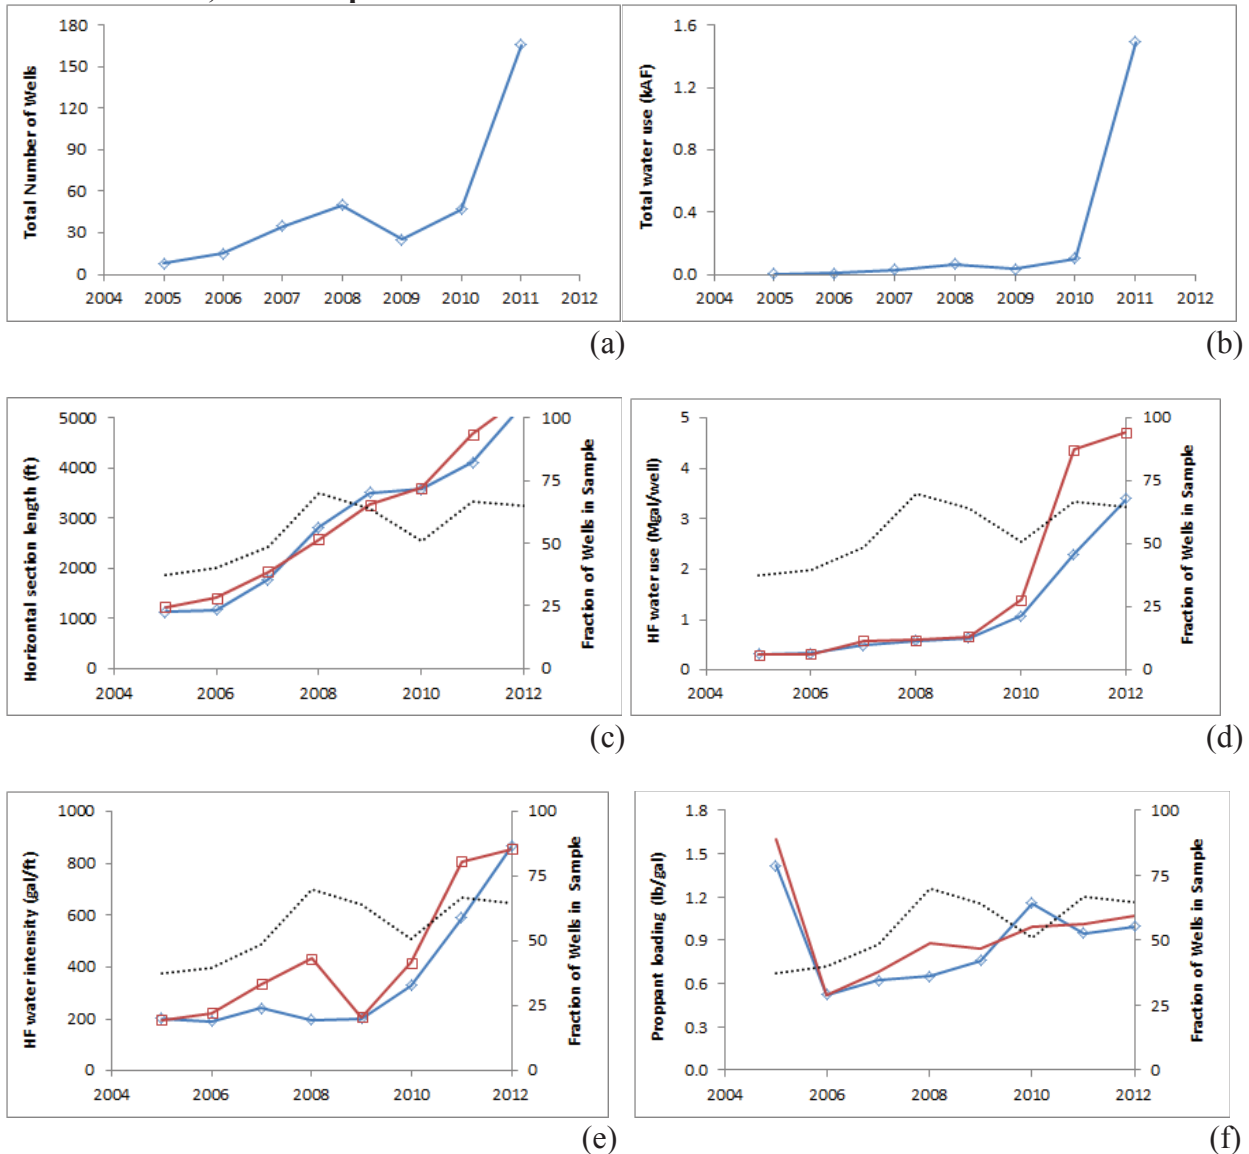 Total Number of Wells
180
150
120
90
60
30
0
2004 2005 2006 2007 2008 2009 2010 2011 2012
(a)
Total water use (kAF)
1.6
1.2
0.8
0.4
0.0
2004 2005 2006 2007 2008 2009 2010 2011 2012
(b)
Horizontal section length (ft)
5000
4000
3000
2000
1000
0
2004 2006 2008 2010 2012
100
75
50
25
0
Fraction of Wells in Sample
(c)
HF water use (Mgal/well)
5
4
3
2
1
0
2004 2006 2008 2010 2012
100
75
50
25
0
Fraction of Wells in Sample
(d)
HF water intensity (gal/ft)
1000
800
600
400
200
0
2004 2006 2008 2010 2012
100
75
50
25
0
Fraction of Wells in Sample
(e)
Proppant loading (lb/gal)
1.8
1.5
1.2
0.9
0.6
0.3
0.0
2004 2006 2008 2010 2012
100
75
50
25
0
Fraction of Wells in Sample
(f)